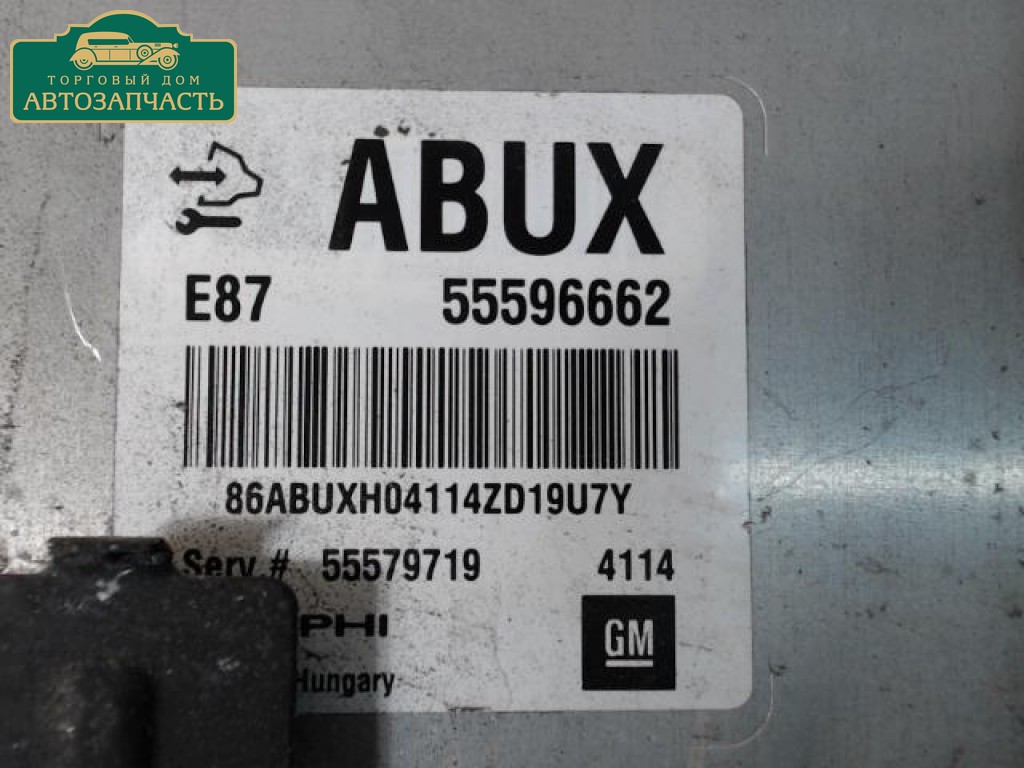 ТОРГОВЫЙ ДОМ
АВТОЗАПЧАСТЬ
ABUX
E87 55596662
86ABUXH04114ZD19U7Y
Serv.# 55579719 4114
PHI
GM
Hungary